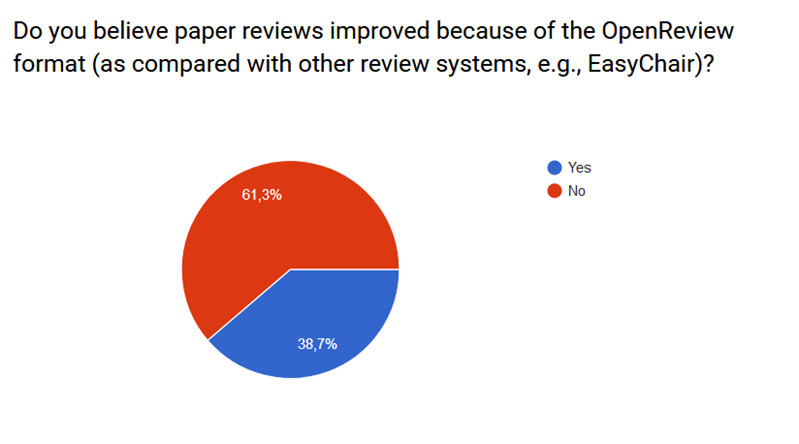 Do you believe paper reviews improved because of the OpenReview
format (as compared with other review systems, e.g., EasyChair)?
Yes
No
61,3%
38,7%